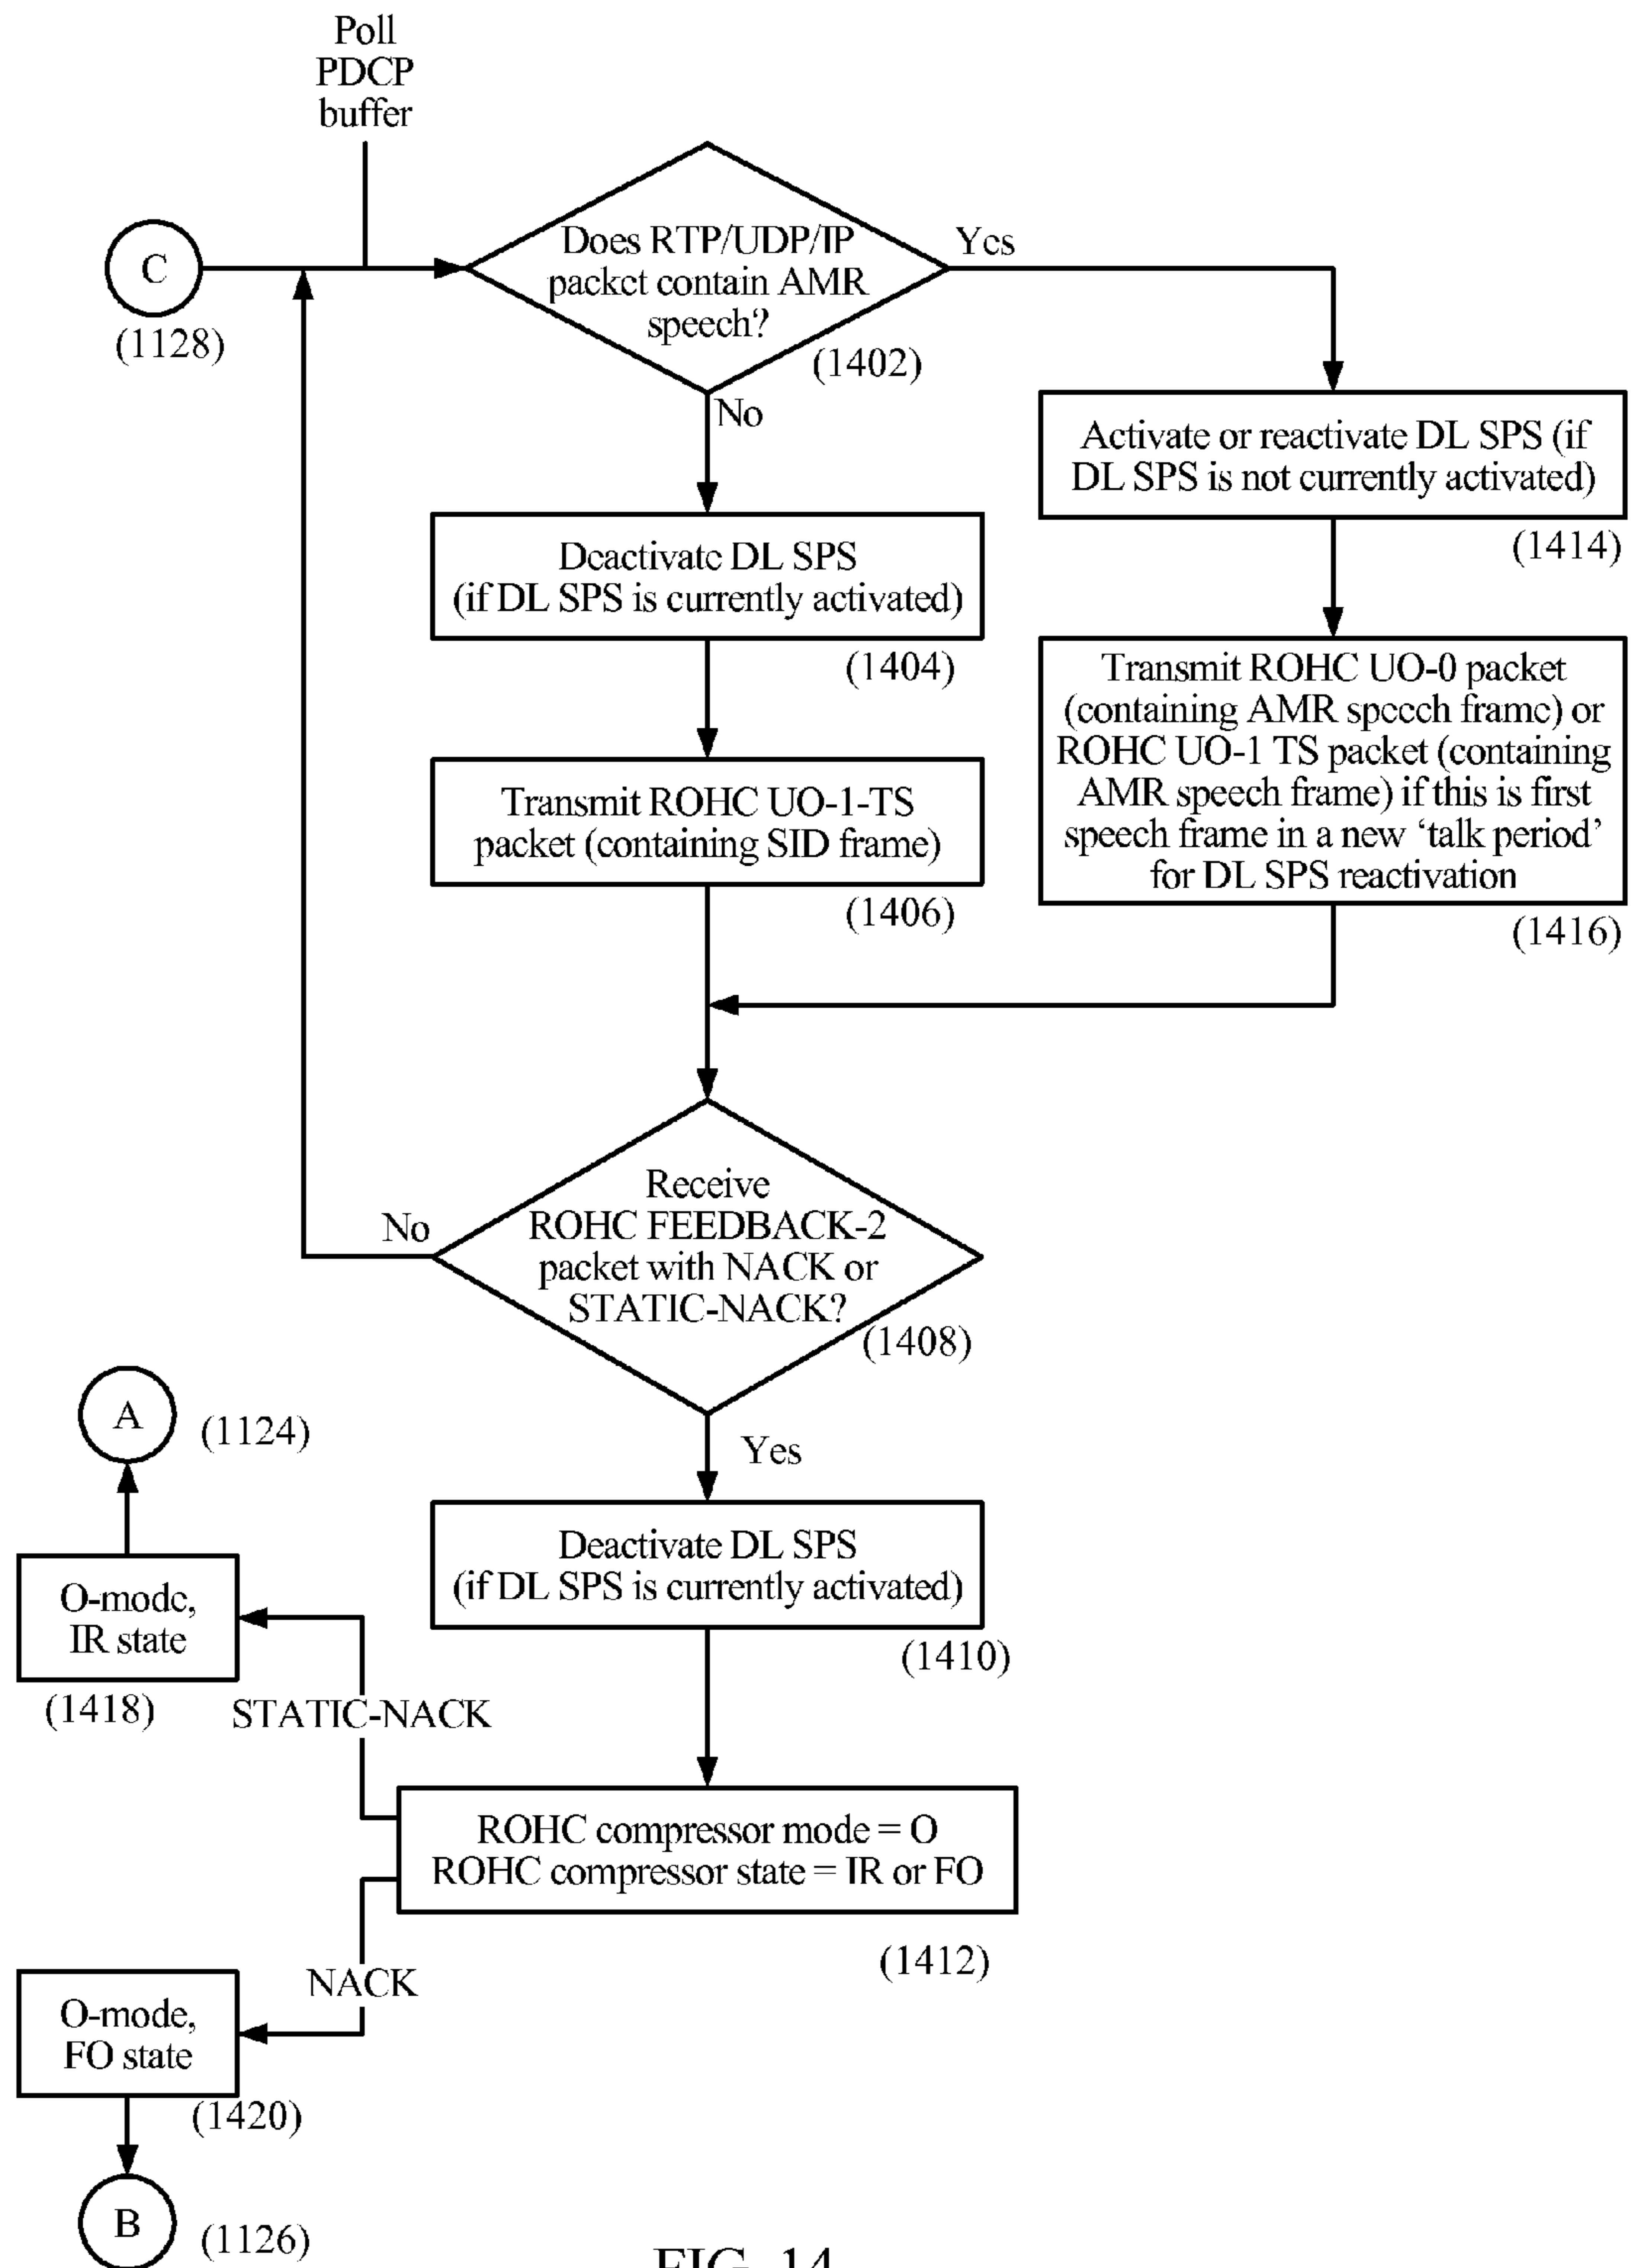 Poll
PDCP
buffer
C
(1128)
Does RTP/UDP/IP
packet contain AMR
speech?
(1402)
Yes
No
Activate or reactivate DL SPS (if
DL SPS is not currently activated)
(1414)
Deactivate DL SPS
(if DL SPS is currently activated)
(1404)
Transmit ROHC UO-0 packet
(containing AMR speech frame) or
ROHC UO-1 TS packet (containing
AMR speech frame) if this is first
speech frame in a new ‘talk period’
for DL SPS reactivation
(1416)
Transmit ROHC UO-1-TS
packet (containing SID frame)
(1406)
Receive
ROHC FEEDBACK-2
packet with NACK or
STATIC-NACK?
(1408)
No
Yes
A
(1124)
Deactivate DL SPS
(if DL SPS is currently activated)
(1410)
O-mode,
IR state
(1418)
STATIC-NACK
ROHC compressor mode = O
ROHC compressor state = IR or FO
(1412)
NACK
O-mode,
FO state
(1420)
B
(1126)
FIG. 14